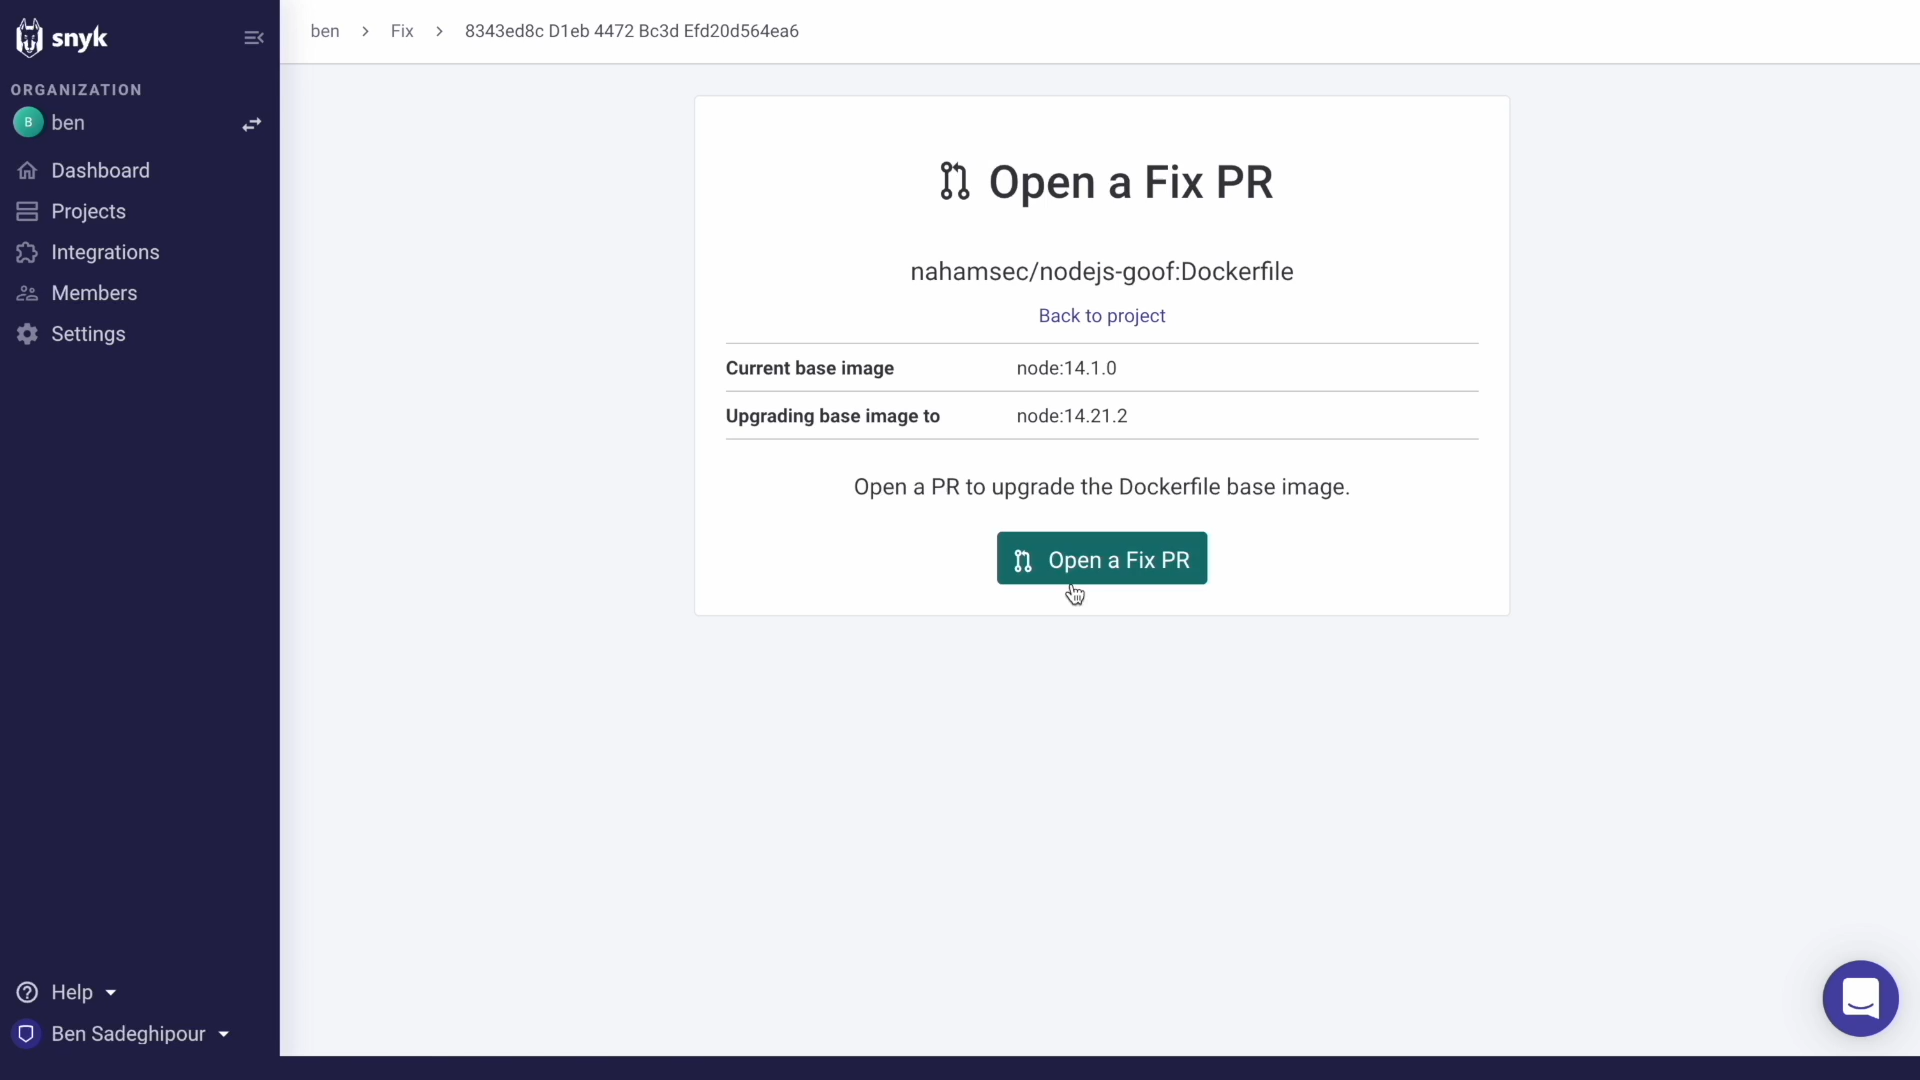 snyk
ORGANIZATION
B ben
Dashboard
Projects
Integrations
Members
Settings
Help
Ben Sadeghipour
ben > Fix > 8343ed8c D1eb 4472 Bc3d Efd20d564ea6
Open a Fix PR
nahamsec/nodejs-goof:Dockerfile
Back to project
Current base image node:14.1.0
Upgrading base image to node:14.21.2
Open a PR to upgrade the Dockerfile base image.
Open a Fix PR